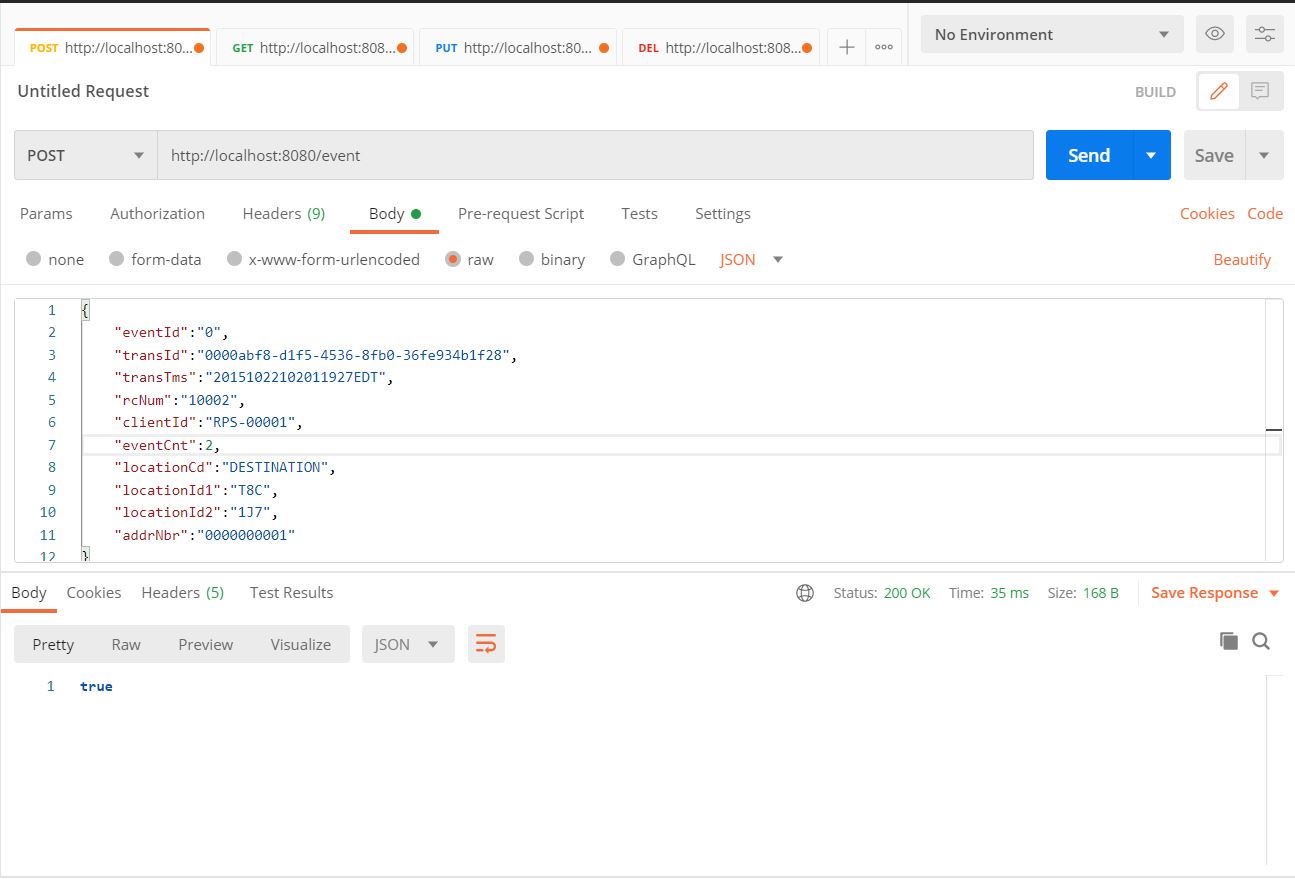 POST http://localhost:80... GET http://localhost:808... PUT http://localhost:80... DEL http://localhost:808... No Environment
Untitled Request BUILD
POST http://localhost:8080/event Send Save
Params Authorization Headers (9) Body Pre-request Script Tests Settings Cookies Code
none form-data x-www-form-urlencoded raw binary GraphQL JSON Beautify
1 {
2 "eventId":"0",
3 "transId":"0000abf8-d1f5-4536-8fb0-36fe934b1f28",
4 "transTms":"20151022102011927EDT",
5 "rcNum":"10002",
6 "clientId":"RPS-00001",
7 "eventCnt":2,
8 "locationCd":"DESTINATION",
9 "locationId1":"T8C",
10 "locationId2":"1J7",
11 "addrNbr":"0000000001"
12 }
Body Cookies Headers (5) Test Results Status: 200 OK Time: 35 ms Size: 168 B Save Response
Pretty Raw Preview Visualize JSON
1 true